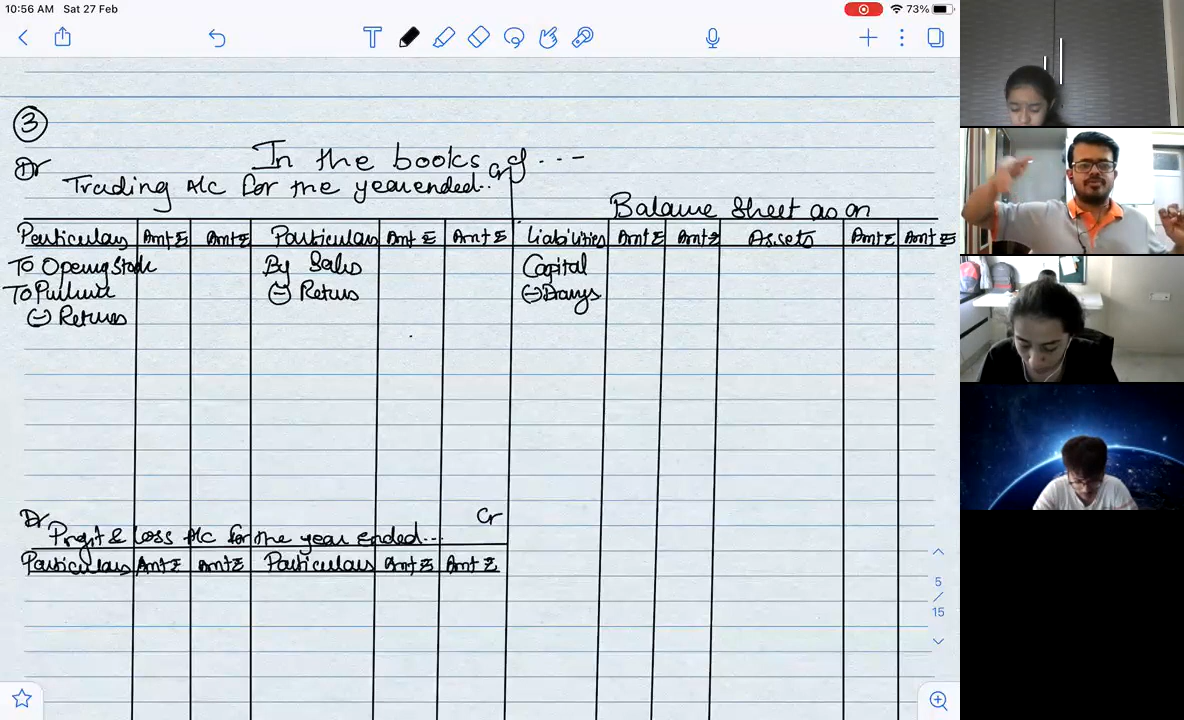 10:56 AM Sat 27 Feb
73%
T
③
In the books of ...
Dr
Cr
Trading A/c for the year ended..
Balance Sheet as on
Particulars Amt ₹ Amt ₹ Particulars Amt ₹ Amt ₹ Liabilities Amt ₹ Amt ₹ Assets Amt ₹ Amt ₹
To Opening Stock By Sales Capital
To Purchase (-) Returns (-) Drawings
(-) Returns
Dr Cr
Profit & Loss A/c for the year ended...
Particulars Amt ₹ Amt ₹ Particulars Amt ₹ Amt ₹
5
/
15